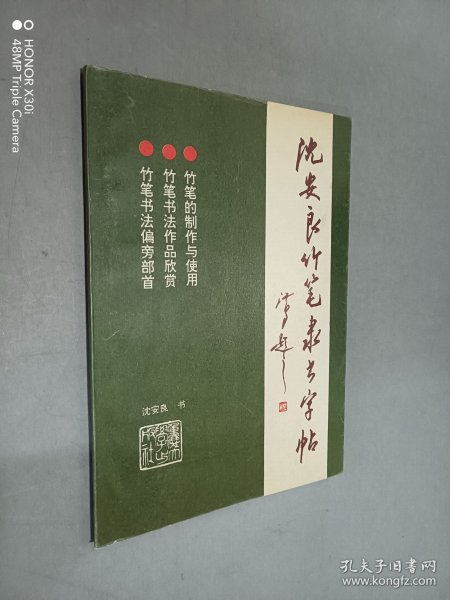 沈安良竹笔隶书字帖
竹笔的制作与使用
竹笔书法作品欣赏
竹笔书法偏旁部首
沈安良 书
HONOR X30i
48MP Triple Camera
孔夫子旧书网
www.kongfz.com